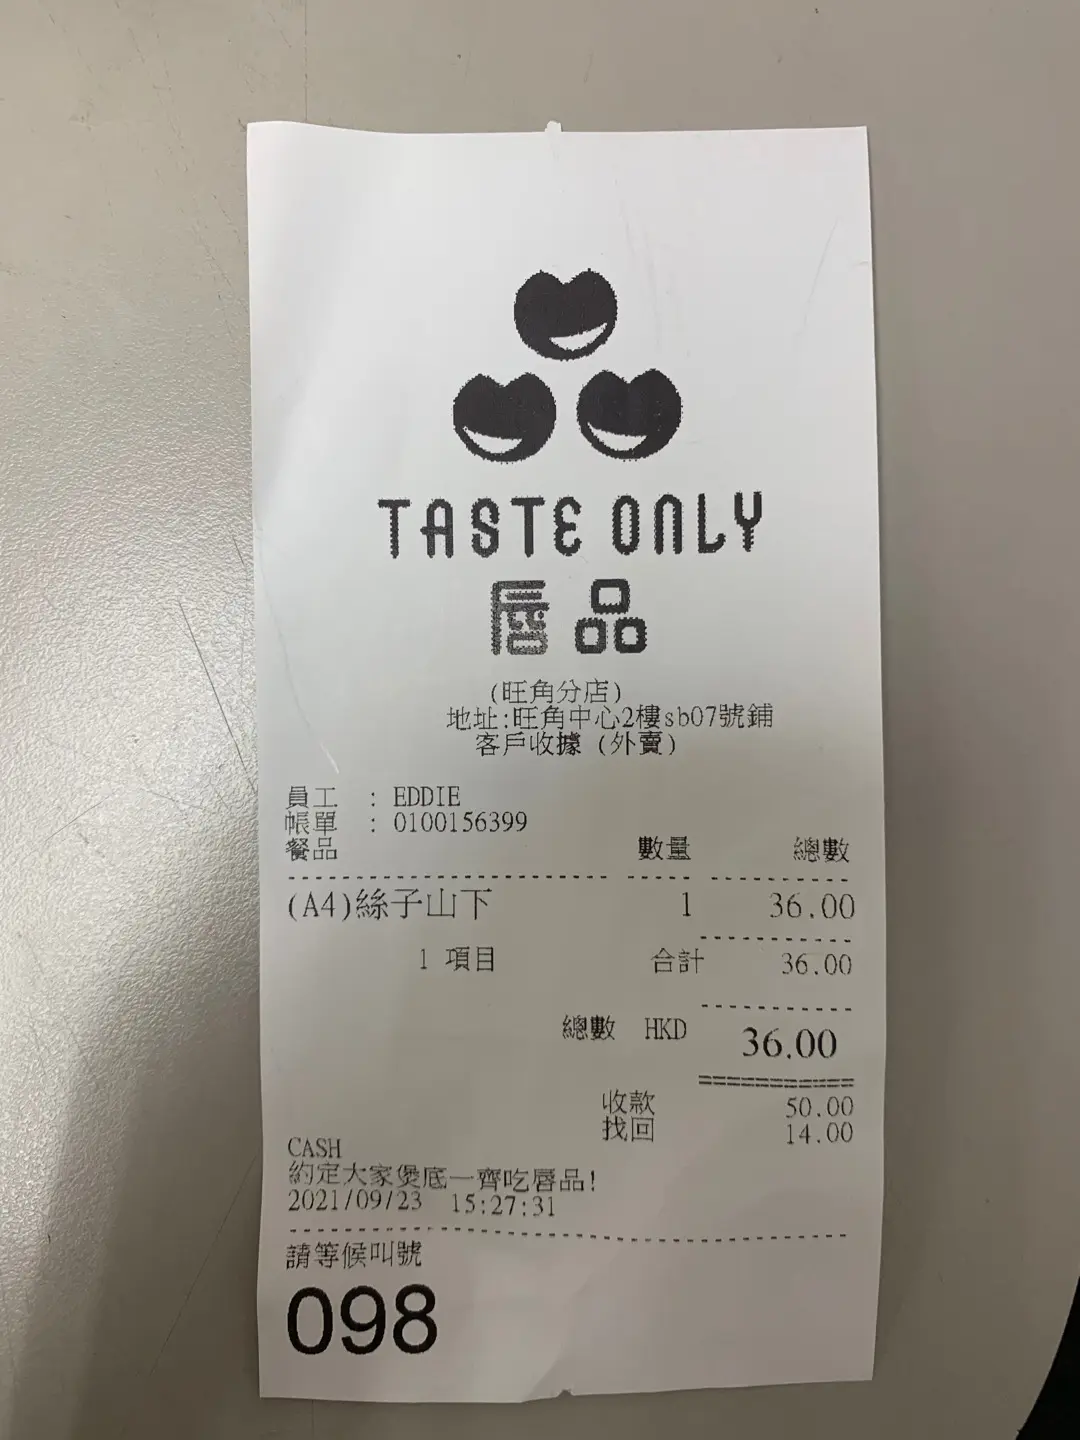 TASTE ONLY
唇品
(旺角分店)
地址:旺角中心2樓sb07號鋪
客戶收據 (外賣)
員工 : EDDIE
帳單 : 0100156399
餐品 數量 總數
(A4)絲子山下 1 36.00
1 項目 合計 36.00
總數 HKD 36.00
收款 50.00
找回 14.00
CASH
約定大家煲底一齊吃唇品!
2021/09/23 15:27:31
請等候叫號
098